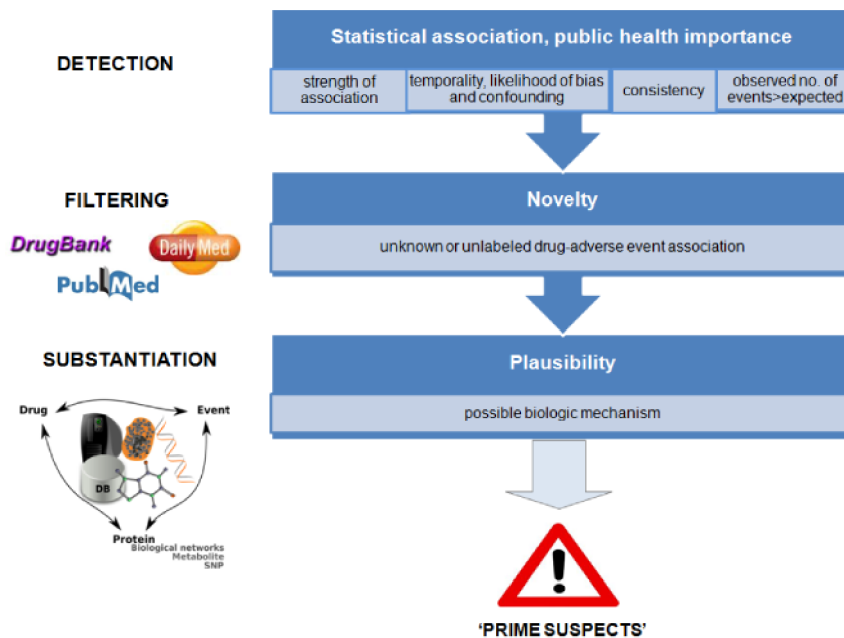 DETECTION
Statistical association, public health importance
strength of
association
temporality, likelihood of bias
and confounding
consistency
observed no. of
events>expected
FILTERING
DrugBank
DailyMed
PubMed
Novelty
unknown or unlabeled drug-adverse event association
SUBSTANTIATION
Drug
Event
DB
Protein
Biological networks
Metabolite
SNP
Plausibility
possible biologic mechanism
!
'PRIME SUSPECTS'